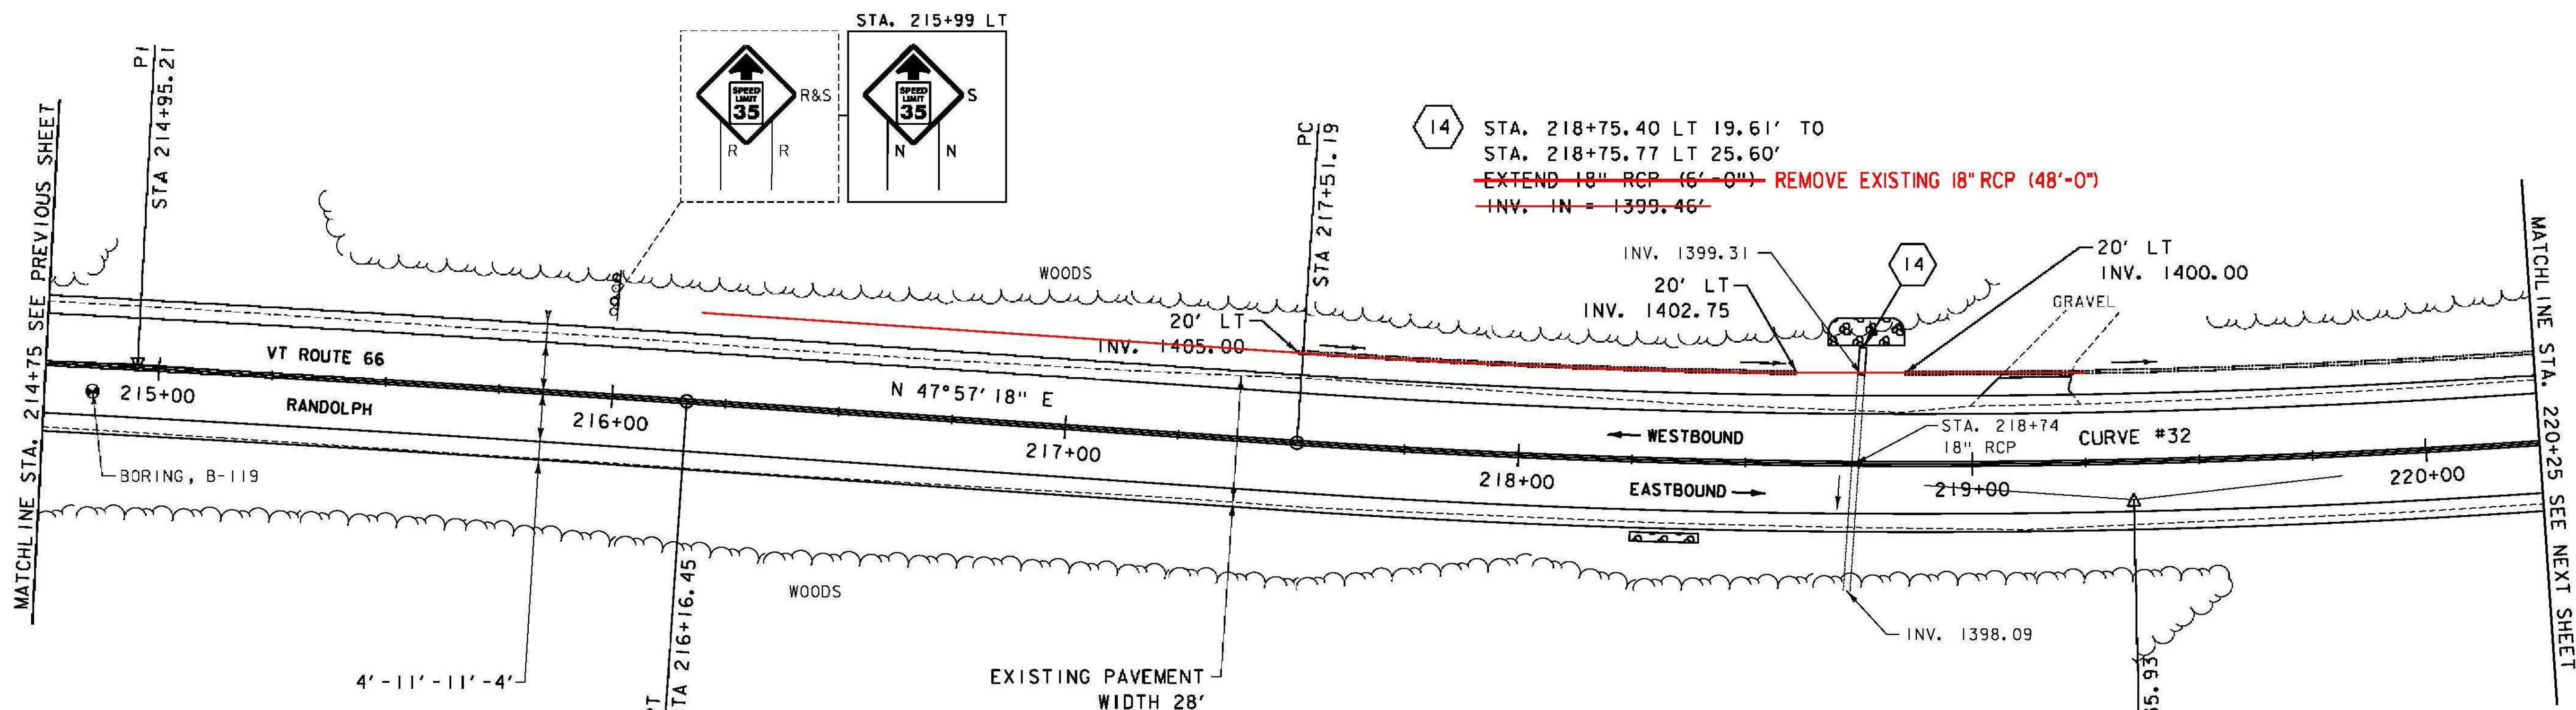 STA. 215+99 LT
SPEED
LIMIT
35
R&S
R
R
SPEED
LIMIT
35
S
N
N
PI
STA 214+95.21
MATCHLINE STA. 214+75 SEE PREVIOUS SHEET
PC
STA 217+51.19
14
STA. 218+75.40 LT 19.61' TO
STA. 218+75.77 LT 25.60'
EXTEND 18" RCP (6'-0") REMOVE EXISTING 18" RCP (48'-0")
INV. IN = 1399.46'
MATCHLINE STA. 220+25 SEE NEXT SHEET
WOODS
INV. 1399.31
14
20' LT
INV. 1400.00
20' LT
INV. 1402.75
GRAVEL
20' LT
INV. 1405.00
VT ROUTE 66
RANDOLPH
215+00
216+00
N 47°57'18" E
217+00
218+00
WESTBOUND
EASTBOUND
STA. 218+74
18" RCP
CURVE #32
219+00
220+00
BORING, B-119
WOODS
INV. 1398.09
4'-11'-11'-4'
PT
STA 216+16.45
EXISTING PAVEMENT
WIDTH 28'